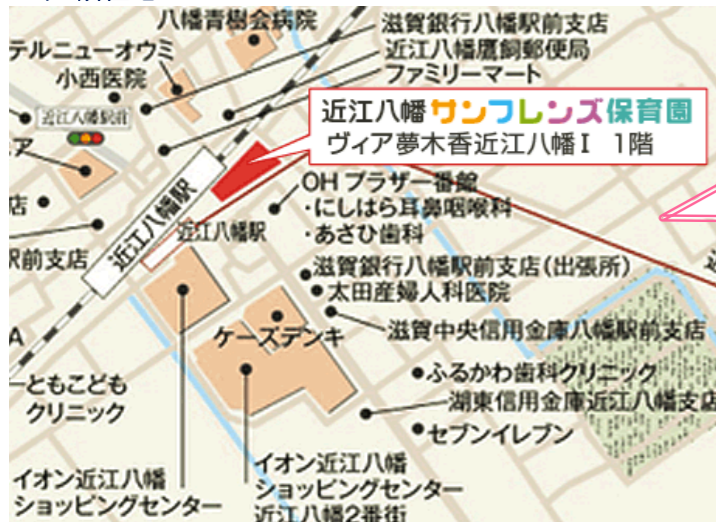 八幡青樹会病院
滋賀銀行八幡駅前支店
テルニューオウミ
近江八幡鷹飼郵便局
小西医院
ファミリーマート
近江八幡駅前
近江八幡サンフレンズ保育園
ヴィア夢木香近江八幡Ⅰ 1階
ア
OH プラザー番館
・にしはら耳鼻咽喉科
・あさひ歯科
店
近江八幡駅
近江八幡駅
駅前支店
滋賀銀行八幡駅前支店(出張所)
太田産婦人科医院
A
ケーズデンキ
滋賀中央信用金庫八幡駅前支店
ーともこども
クリニック
ふるかわ歯科クリニック
湖東信用金庫近江八幡支店
セブンイレブン
イオン近江八幡
ショッピングセンター
イオン近江八幡
ショッピングセンター
近江八幡2番街